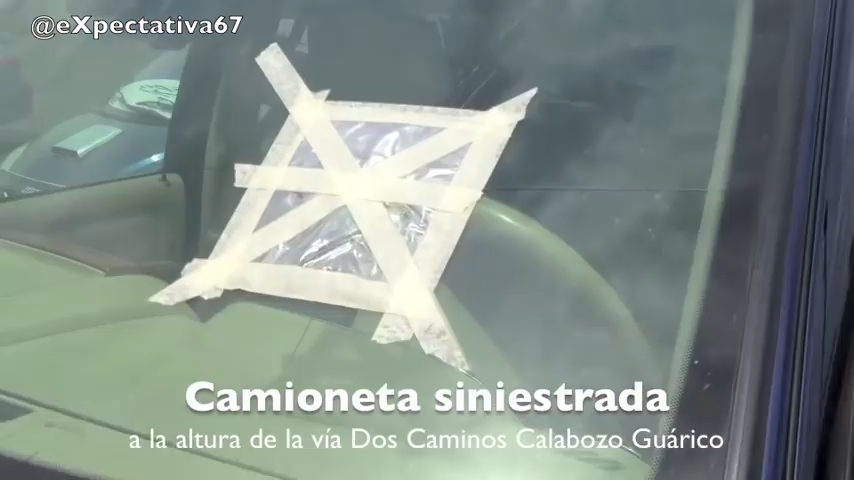 @eXpectativa67
Camioneta siniestrada
a la altura de la vía Dos Caminos Calabozo Guárico